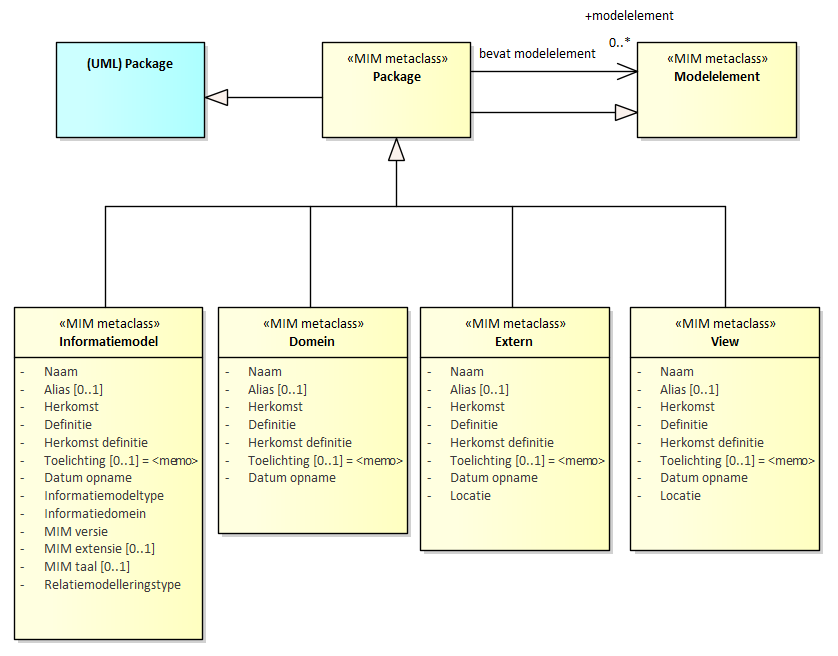 +modelelement
0..*
bevat modelelement
(UML) Package
«MIM metaclass»
Package
«MIM metaclass»
Modelelement
«MIM metaclass»
Informatiemodel
- Naam
- Alias [0..1]
- Herkomst
- Definitie
- Herkomst definitie
- Toelichting [0..1] = <memo>
- Datum opname
- Informatiemodeltype
- Informatiedomein
- MIM versie
- MIM extensie [0..1]
- MIM taal [0..1]
- Relatiemodelleringstype
«MIM metaclass»
Domein
- Naam
- Alias [0..1]
- Herkomst
- Definitie
- Herkomst definitie
- Toelichting [0..1] = <memo>
- Datum opname
«MIM metaclass»
Extern
- Naam
- Alias [0..1]
- Herkomst
- Definitie
- Herkomst definitie
- Toelichting [0..1] = <memo>
- Datum opname
- Locatie
«MIM metaclass»
View
- Naam
- Alias [0..1]
- Herkomst
- Definitie
- Herkomst definitie
- Toelichting [0..1] = <memo>
- Datum opname
- Locatie